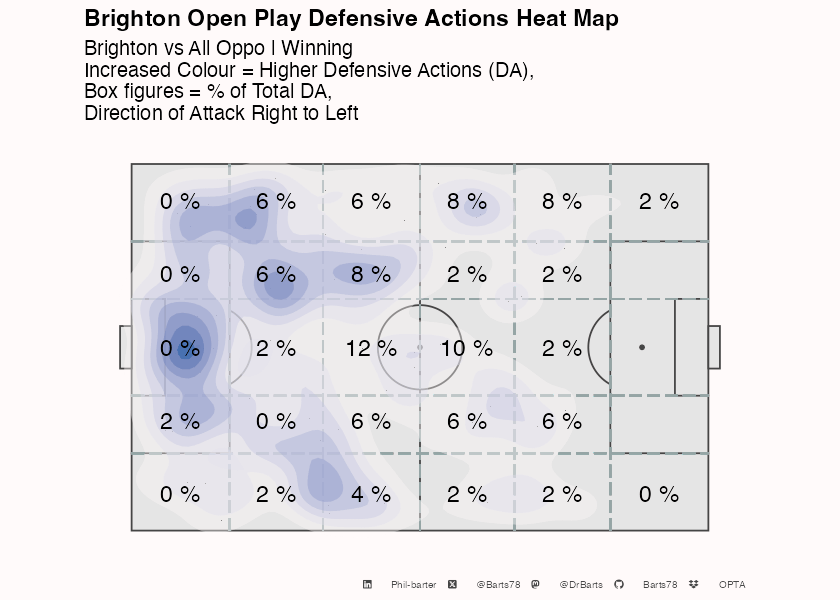 Brighton Open Play Defensive Actions Heat Map
Brighton vs All Oppo | Winning
Increased Colour = Higher Defensive Actions (DA),
Box figures = % of Total DA,
Direction of Attack Right to Left
0 % 6 % 6 % 8 % 8 % 2 %
0 % 6 % 8 % 2 % 2 %
0 % 2 % 12 % 10 % 2 %
2 % 0 % 6 % 6 % 6 %
0 % 2 % 4 % 2 % 2 % 0 %
Phil-barter @Barts78 @DrBarts Barts78 OPTA